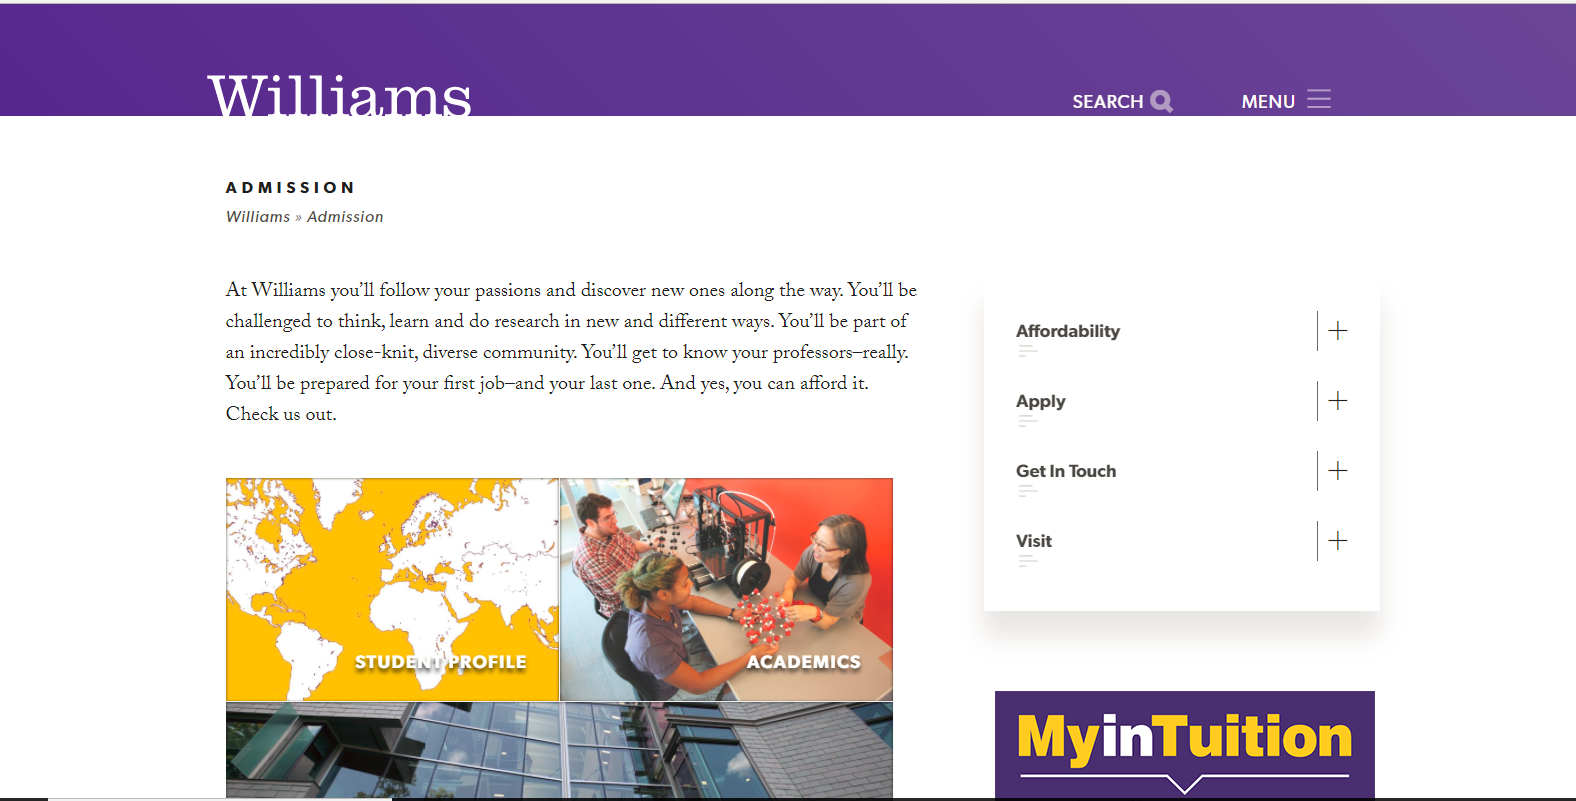 Williams
SEARCH
MENU
ADMISSION
Williams » Admission
At Williams you’ll follow your passions and discover new ones along the way. You’ll be
challenged to think, learn and do research in new and different ways. You’ll be part of
an incredibly close-knit, diverse community. You’ll get to know your professors–really.
You’ll be prepared for your first job–and your last one. And yes, you can afford it.
Check us out.
STUDENT PROFILE
ACADEMICS
Affordability
Apply
Get In Touch
Visit
MyinTuition